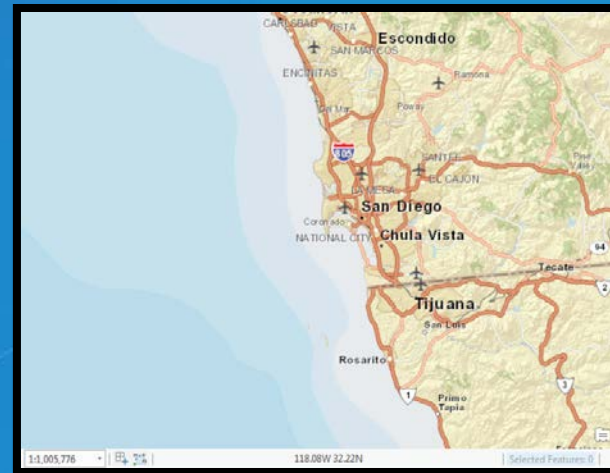 CARLSBAD VISTA
Escondido
SAN MARCOS
ENCINITAS
Ramona
Del Mar
Poway
805
SANTEE
Pine
Valley
EL CAJON
LA MESA
San Diego
Coronado
NATIONAL CITY
Chula Vista
94
Tecate
2
Tijuana
San Luis
Rosarito
3
1
Primo
Tapia
1:1,005,776
118.08W 32.22N
Selected Features: 0